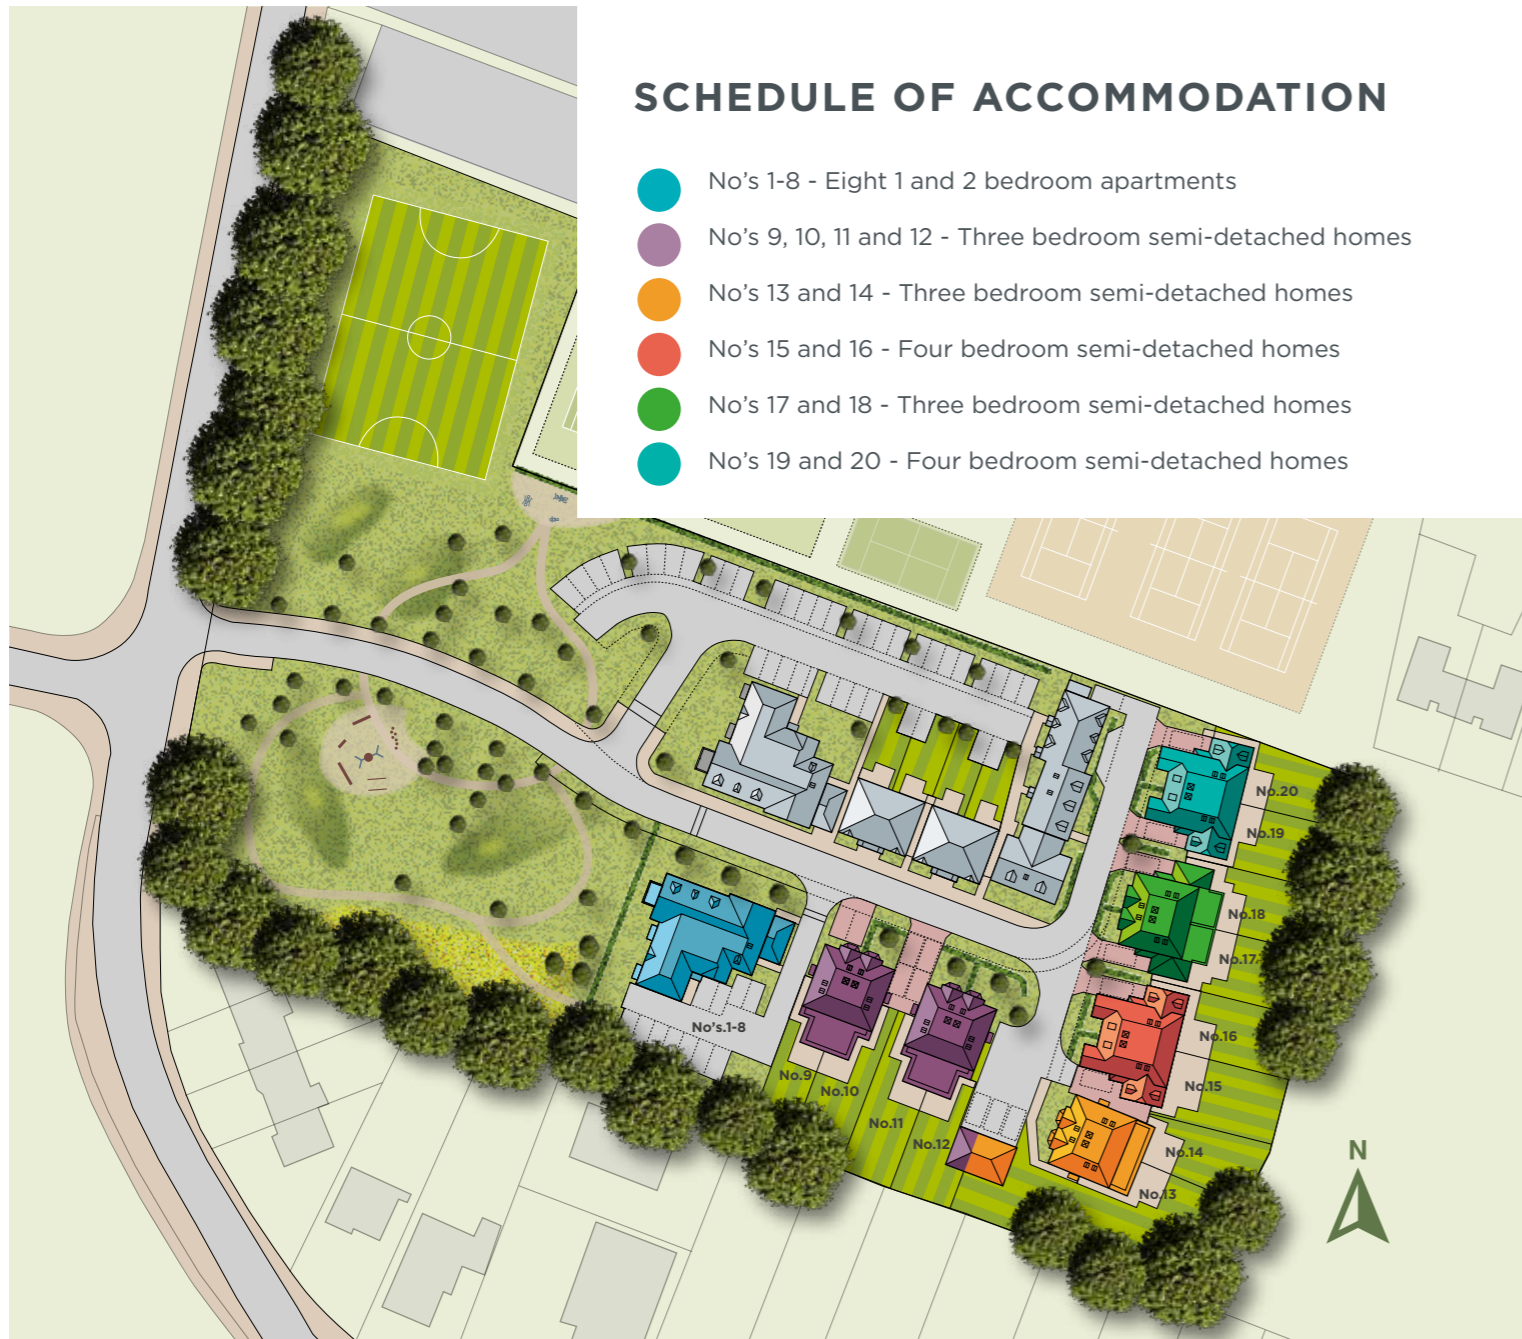 SCHEDULE OF ACCOMMODATION
No’s 1-8 - Eight 1 and 2 bedroom apartments
No’s 9, 10, 11 and 12 - Three bedroom semi-detached homes
No’s 13 and 14 - Three bedroom semi-detached homes
No’s 15 and 16 - Four bedroom semi-detached homes
No’s 17 and 18 - Three bedroom semi-detached homes
No’s 19 and 20 - Four bedroom semi-detached homes
No.20
No.19
No.18
No.17
No.16
No.15
No.14
No.13
No’s.1-8
No.9
No.10
No.11
No.12
N